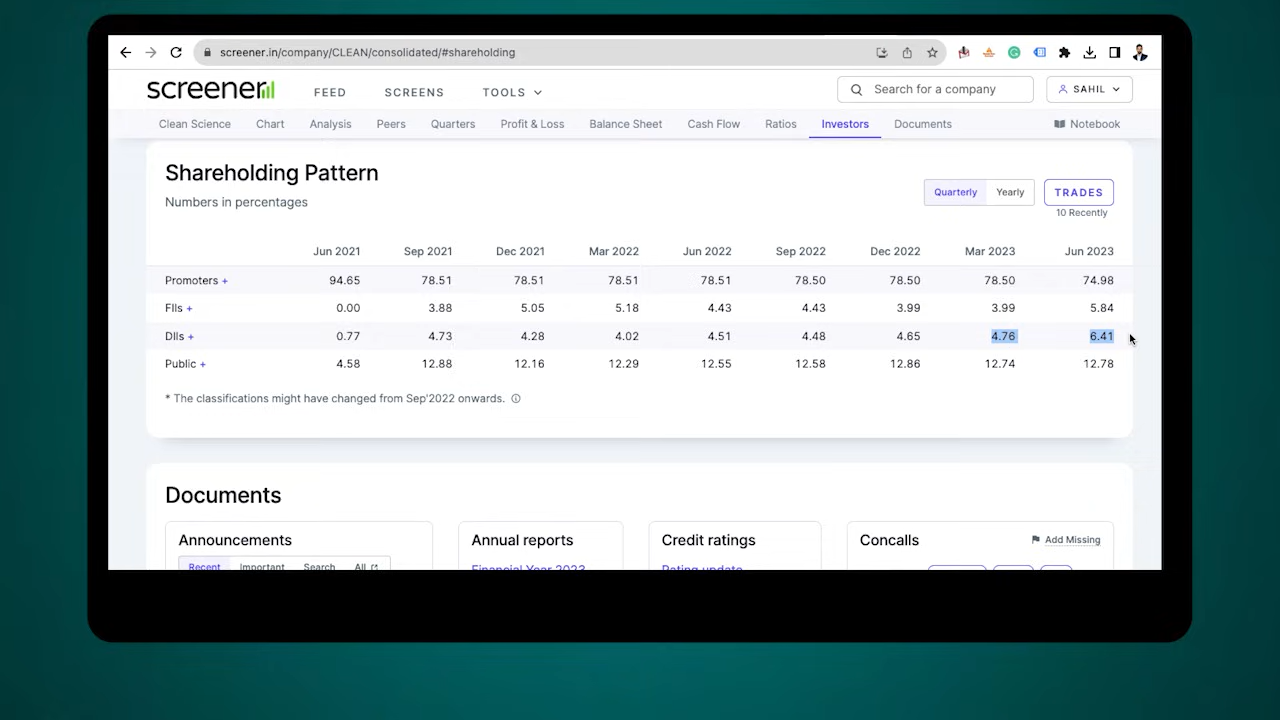 screener.in/company/CLEAN/consolidated/#shareholding
screener FEED SCREENS TOOLS Search for a company SAHIL
Clean Science Chart Analysis Peers Quarters Profit & Loss Balance Sheet Cash Flow Ratios Investors Documents Notebook
Shareholding Pattern
Numbers in percentages
Quarterly Yearly TRADES
10 Recently
Jun 2021 Sep 2021 Dec 2021 Mar 2022 Jun 2022 Sep 2022 Dec 2022 Mar 2023 Jun 2023
Promoters + 94.65 78.51 78.51 78.51 78.51 78.50 78.50 78.50 74.98
FIIs + 0.00 3.88 5.05 5.18 4.43 4.43 3.99 3.99 5.84
DIIs + 0.77 4.73 4.28 4.02 4.51 4.48 4.65 4.76 6.41
Public + 4.58 12.88 12.16 12.29 12.55 12.58 12.86 12.74 12.78
* The classifications might have changed from Sep'2022 onwards.
Documents
Announcements Annual reports Credit ratings Concalls Add Missing
Recent Important Search All Financial Year 2023 Rating update